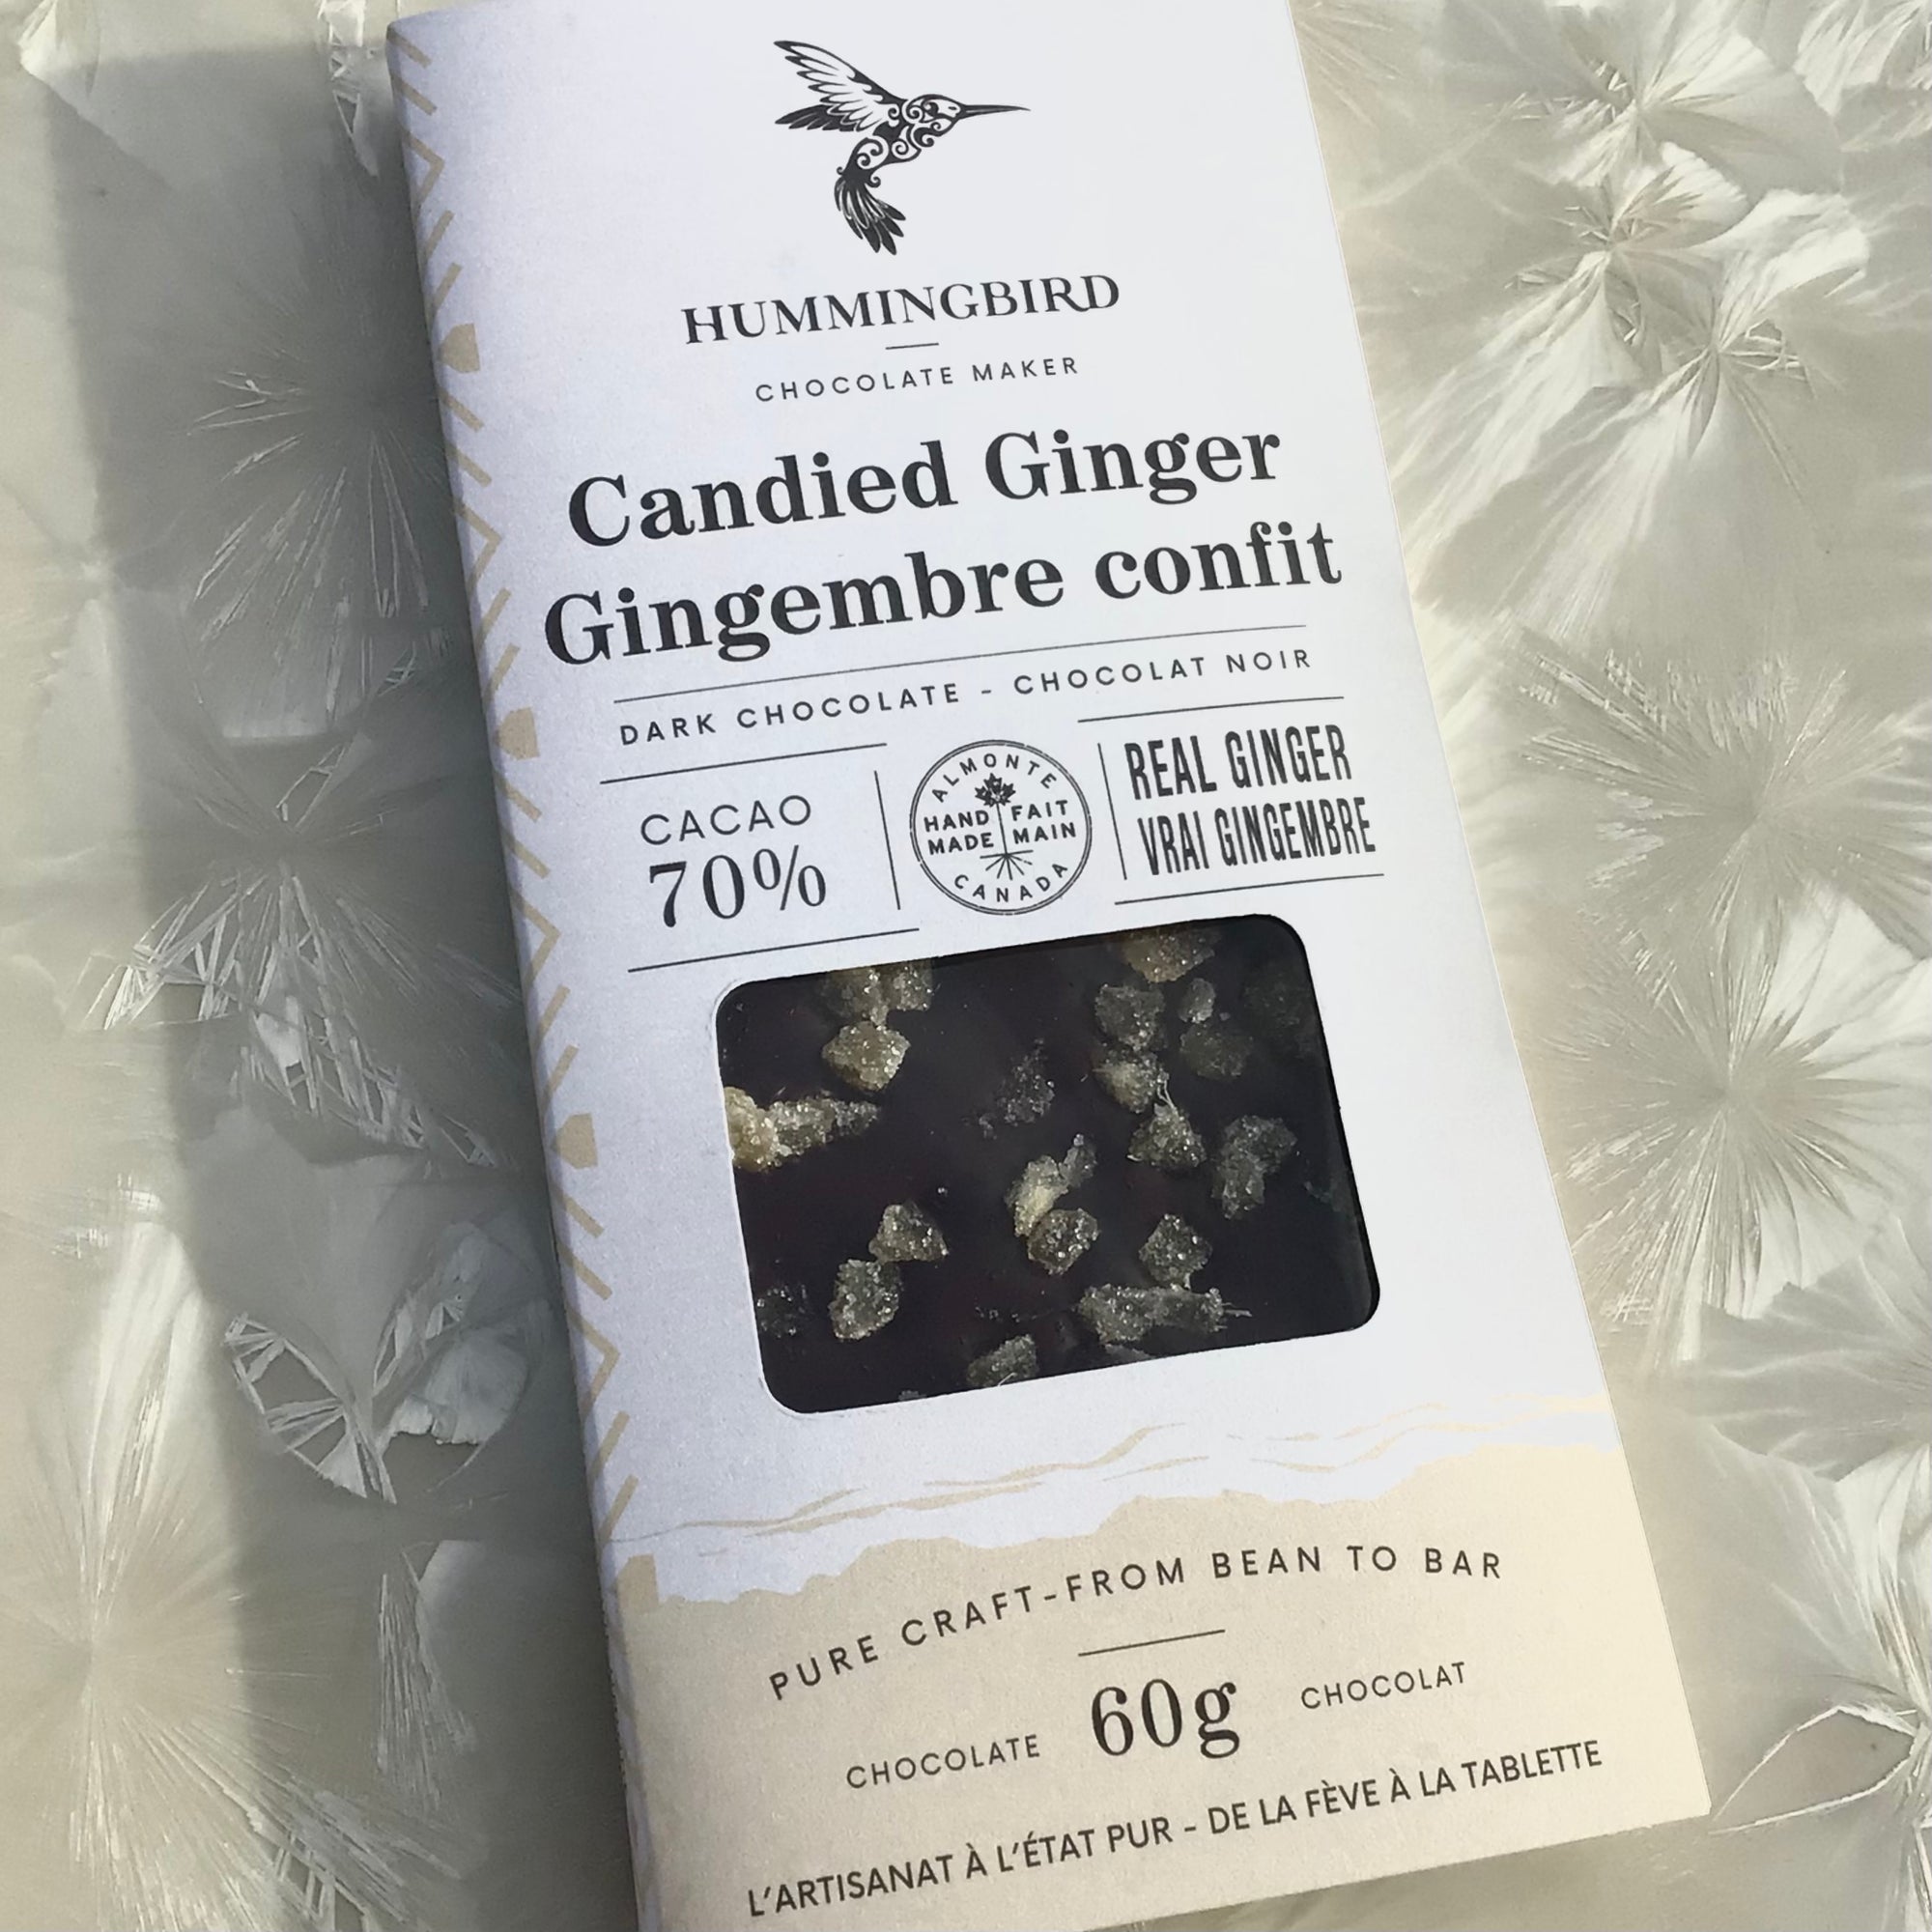 HUMMINGBIRD
CHOCOLATE MAKER
Candied Ginger
Gingembre confit
DARK CHOCOLATE - CHOCOLAT NOIR
CACAO
70%
ALMONTE
HAND MADE
FAIT MAIN
CANADA
REAL GINGER
VRAI GINGEMBRE
PURE CRAFT-FROM BEAN TO BAR
CHOCOLATE 60g CHOCOLAT
L'ARTISANAT À L'ÉTAT PUR - DE LA FÈVE À LA TABLETTE